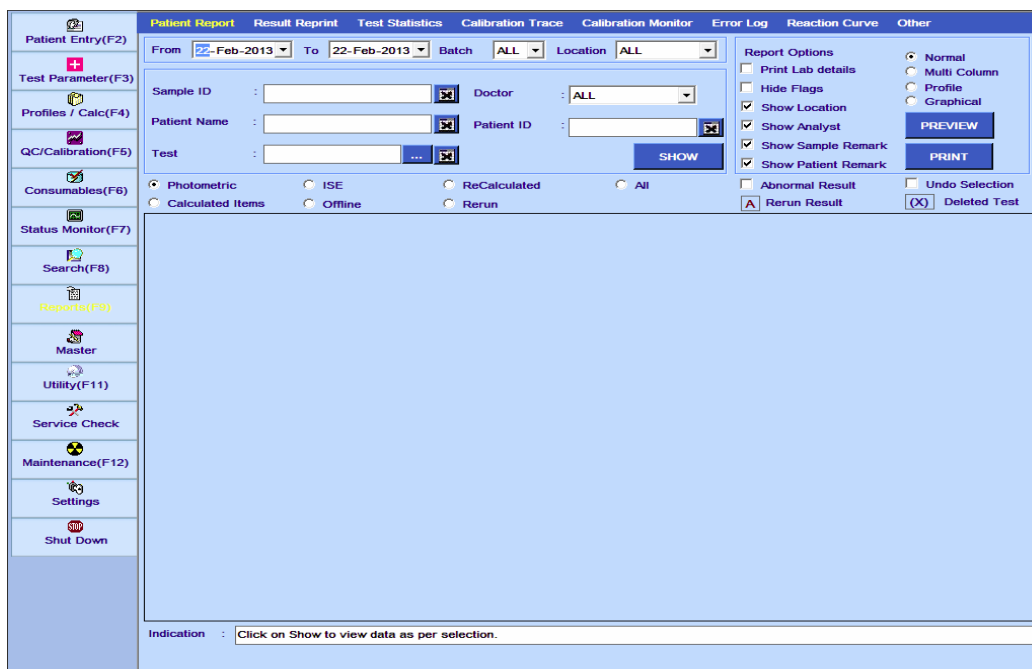 Patient Entry(F2)
Test Parameter(F3)
Profiles / Calc(F4)
QC/Calibration(F5)
Consumables(F6)
Status Monitor(F7)
Search(F8)
Reports(F9)
Master
Utility(F11)
Service Check
Maintenance(F12)
Settings
STOP
Shut Down
Patient Report Result Reprint Test Statistics Calibration Trace Calibration Monitor Error Log Reaction Curve Other
From 22-Feb-2013 To 22-Feb-2013 Batch ALL Location ALL
Sample ID : Doctor : ALL
Patient Name : Patient ID :
Test : ... SHOW
Report Options
Print Lab details
Hide Flags
Show Location
Show Analyst
Show Sample Remark
Show Patient Remark
Normal
Multi Column
Profile
Graphical
PREVIEW
PRINT
Photometric ISE ReCalculated All
Calculated Items Offline Rerun
Abnormal Result Undo Selection
A Rerun Result (X) Deleted Test
Indication : Click on Show to view data as per selection.